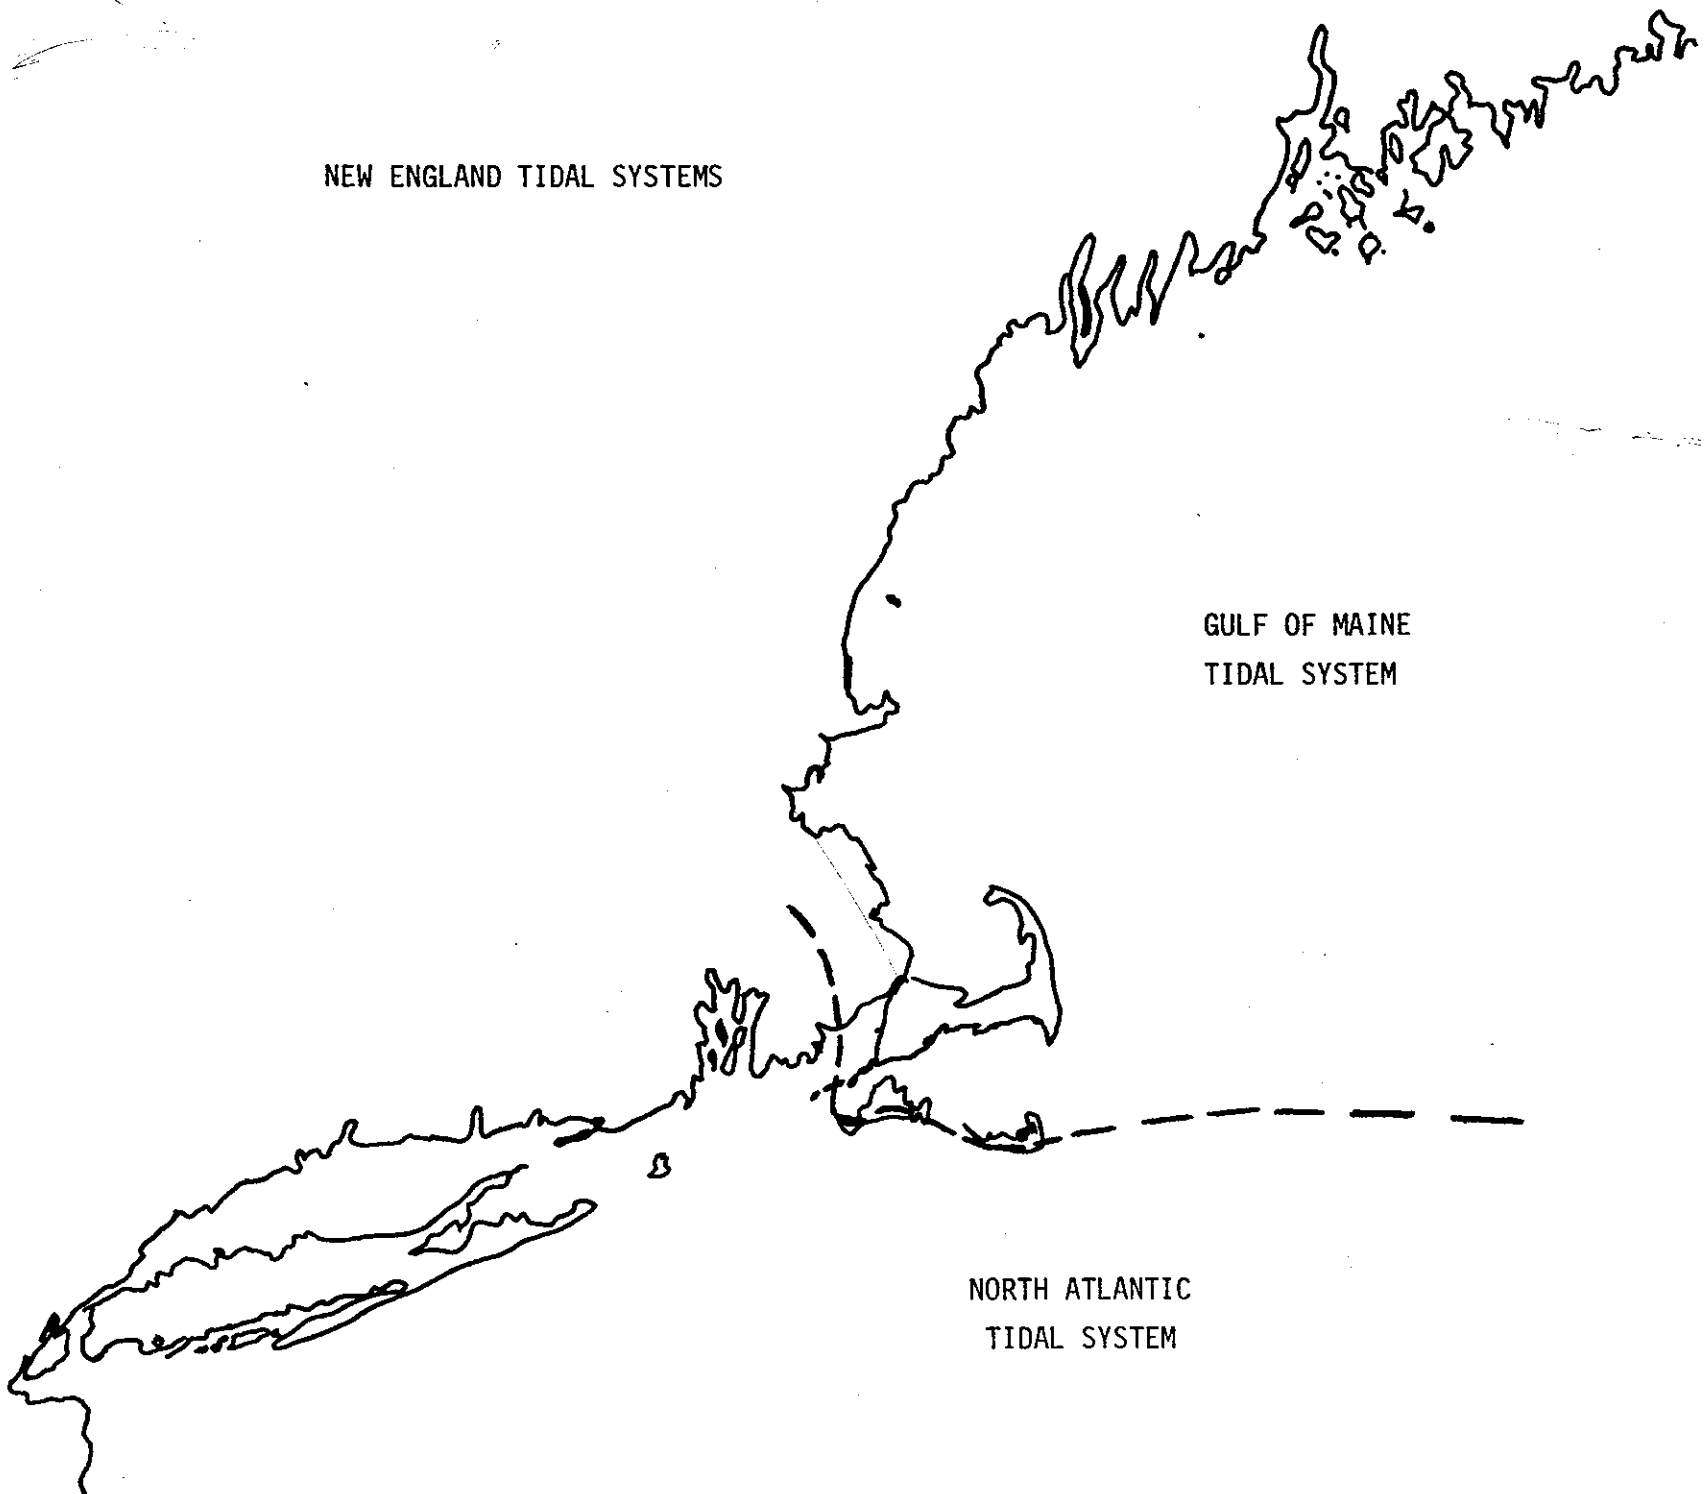 NEW ENGLAND TIDAL SYSTEMS
GULF OF MAINE
TIDAL SYSTEM
NORTH ATLANTIC
TIDAL SYSTEM